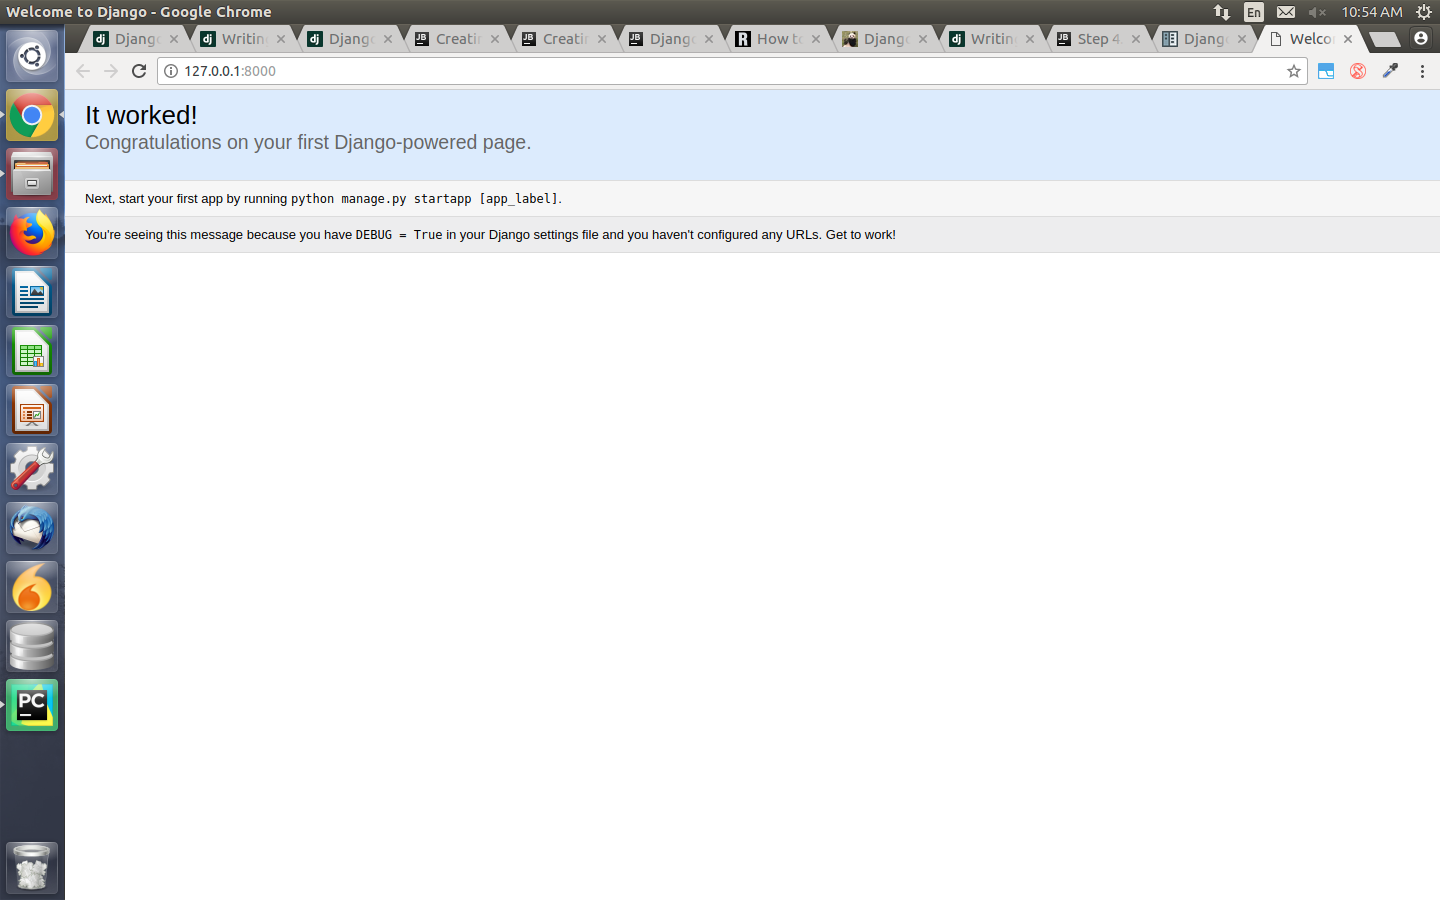 Welcome to Django - Google Chrome
En
10:54 AM
dj Django
dj Writin
dj Django
JB Creatin
JB Creatin
JB Django
R How to
Django
dj Writin
JB Step 4.
Django
Welco
127.0.0.1:8000
It worked!
Congratulations on your first Django-powered page.
Next, start your first app by running python manage.py startapp [app_label].
You're seeing this message because you have DEBUG = True in your Django settings file and you haven't configured any URLs. Get to work!
PC